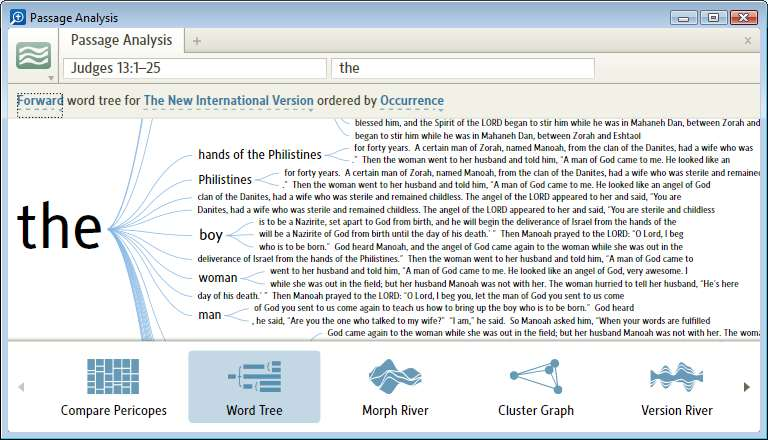 Passage Analysis
Passage Analysis
Judges 13:1–25
the
Forward word tree for The New International Version ordered by Occurrence
blessed him, and the Spirit of the LORD began to stir him while he was in Mahaneh Dan, between Zorah and
began to stir him while he was in Mahaneh Dan, between Zorah and Eshtaol
hands of the Philistines
for forty years. A certain man of Zorah, named Manoah, from the clan of the Danites, had a wife who was
." Then the woman went to her husband and told him, "A man of God came to me. He looked like an
Philistines
for forty years. A certain man of Zorah, named Manoah, from the clan of the Danites, had a wife who was sterile and remained
." Then the woman went to her husband and told him, "A man of God came to me. He looked like an angel of God
clan of the Danites, had a wife who was sterile and remained childless. The angel of the LORD appeared to her and said, "You are
Danites, had a wife who was sterile and remained childless. The angel of the LORD appeared to her and said, "You are sterile and childless
the
boy
is to be a Nazirite, set apart to God from birth, and he will begin the deliverance of Israel from the hands of the
will be a Nazirite of God from birth until the day of his death.' " Then Manoah prayed to the LORD: "O Lord, I beg
who is to be born." God heard Manoah, and the angel of God came again to the woman while she was out in the
deliverance of Israel from the hands of the Philistines." Then the woman went to her husband and told him, "A man of God came to
woman
went to her husband and told him, "A man of God came to me. He looked like an angel of God, very awesome. I
while she was out in the field; but her husband Manoah was not with her. The woman hurried to tell her husband, "He's here
day of his death.' " Then Manoah prayed to the LORD: "O Lord, I beg you, let the man of God you sent to us come
man
of God you sent to us come again to teach us how to bring up the boy who is to be born." God heard
, he said, "Are you the one who talked to my wife?" "I am," he said. So Manoah asked him, "When your words are fulfilled
God came again to the woman while she was out in the field; but her husband Manoah was not with her. The woma
Compare Pericopes
Word Tree
Morph River
Cluster Graph
Version River